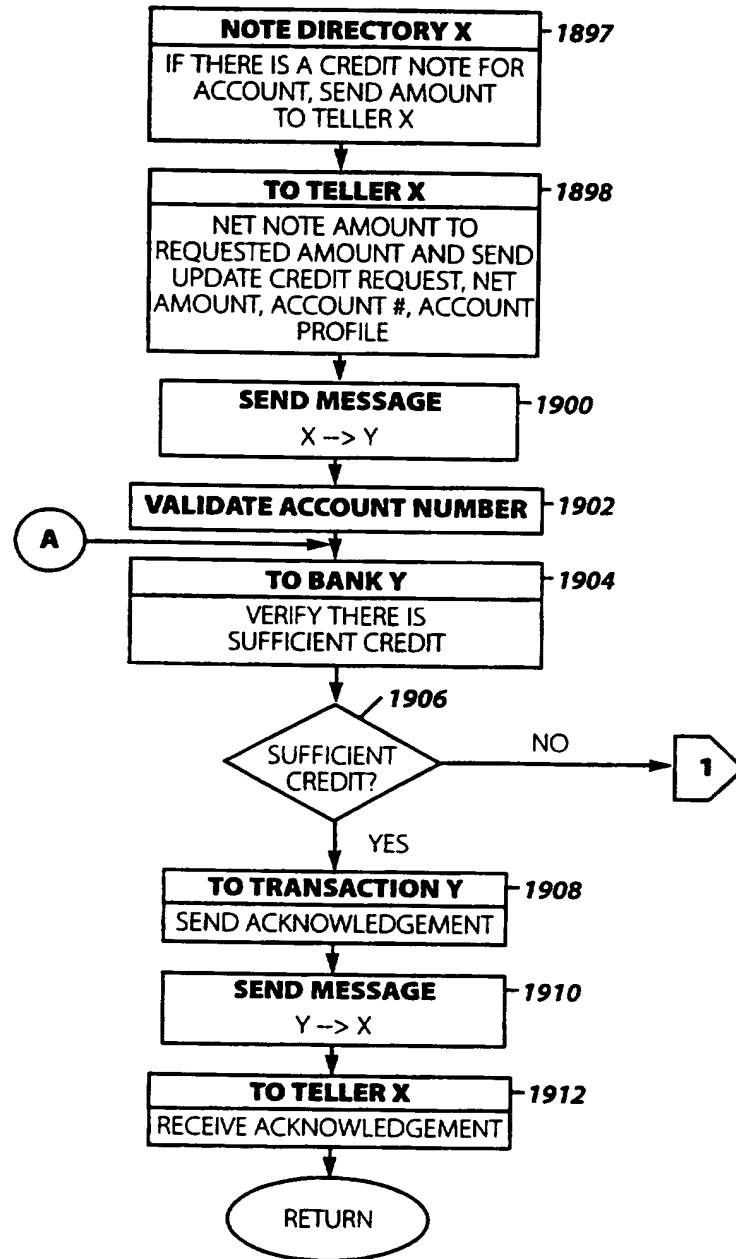 NOTE DIRECTORY X
1897
IF THERE IS A CREDIT NOTE FOR
ACCOUNT, SEND AMOUNT
TO TELLER X
TO TELLER X
1898
NET NOTE AMOUNT TO
REQUESTED AMOUNT AND SEND
UPDATE CREDIT REQUEST, NET
AMOUNT, ACCOUNT #, ACCOUNT
PROFILE
SEND MESSAGE
1900
X --> Y
VALIDATE ACCOUNT NUMBER
1902
A
TO BANK Y
1904
VERIFY THERE IS
SUFFICIENT CREDIT
1906
SUFFICIENT
CREDIT?
NO
1
YES
TO TRANSACTION Y
1908
SEND ACKNOWLEDGEMENT
SEND MESSAGE
1910
Y --> X
TO TELLER X
1912
RECEIVE ACKNOWLEDGEMENT
RETURN